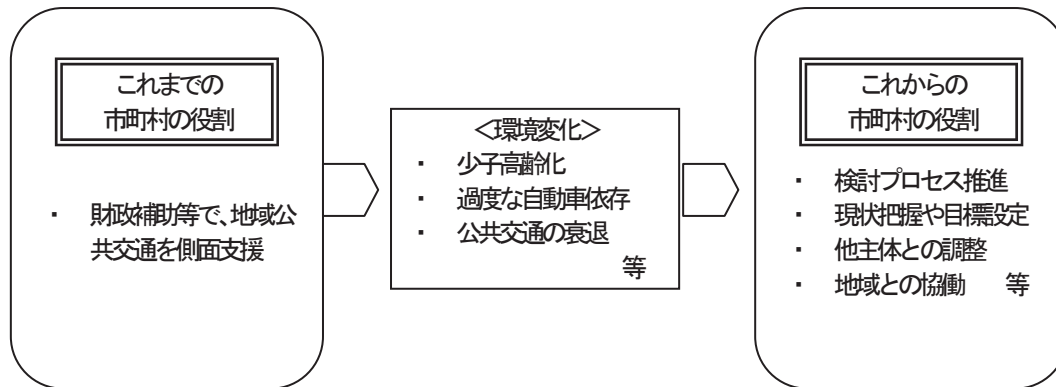 これまでの
市町村の役割
・ 財政補助等で、地域公
共交通を側面支援
＜環境変化＞
・ 少子高齢化
・ 過度な自動車依存
・ 公共交通の衰退
等
これからの
市町村の役割
・ 検討プロセス推進
・ 現状把握や目標設定
・ 他主体との調整
・ 地域との協働　等